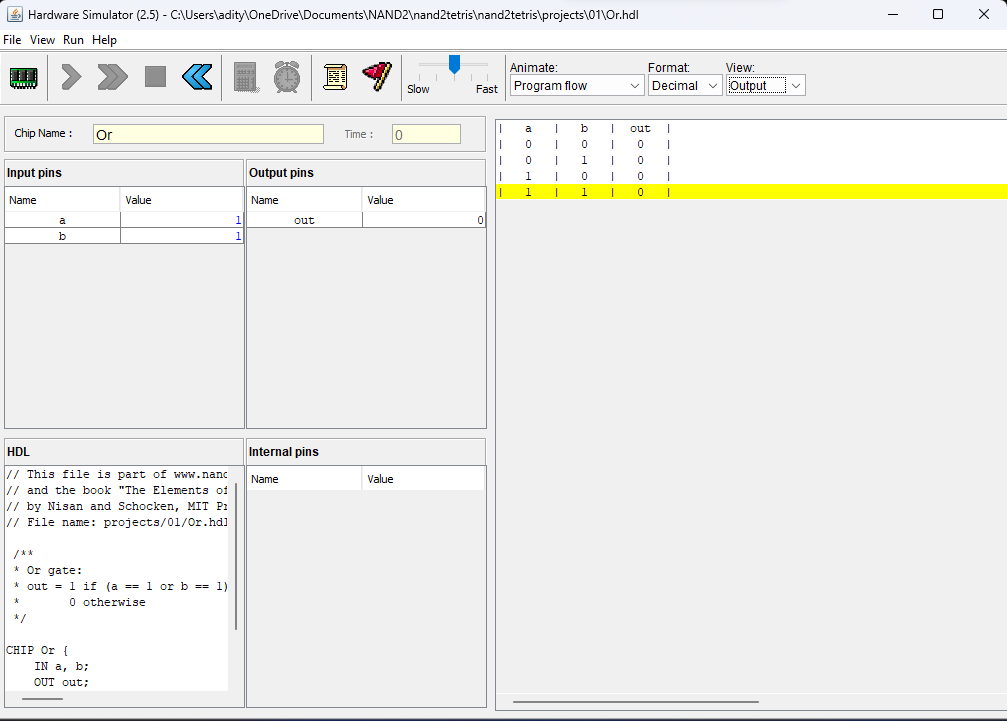 Hardware Simulator (2.5) - C:\Users\adity\OneDrive\Documents\NAND2\nand2tetris\nand2tetris\projects\01\Or.hdl
File View Run Help
Slow Fast
Animate: Format: View:
Program flow Decimal Output
Chip Name : Or Time : 0
Input pins
Name Value
a 1
b 1
Output pins
Name Value
out 0
HDL
// This file is part of www.nand
// and the book "The Elements of
// by Nisan and Schocken, MIT Pr
// File name: projects/01/Or.hdl
/**
* Or gate:
* out = 1 if (a == 1 or b == 1)
* 0 otherwise
*/
CHIP Or {
IN a, b;
OUT out;
Internal pins
Name Value
| a | b | out |
| 0 | 0 | 0 |
| 0 | 1 | 0 |
| 1 | 0 | 0 |
| 1 | 1 | 0 |